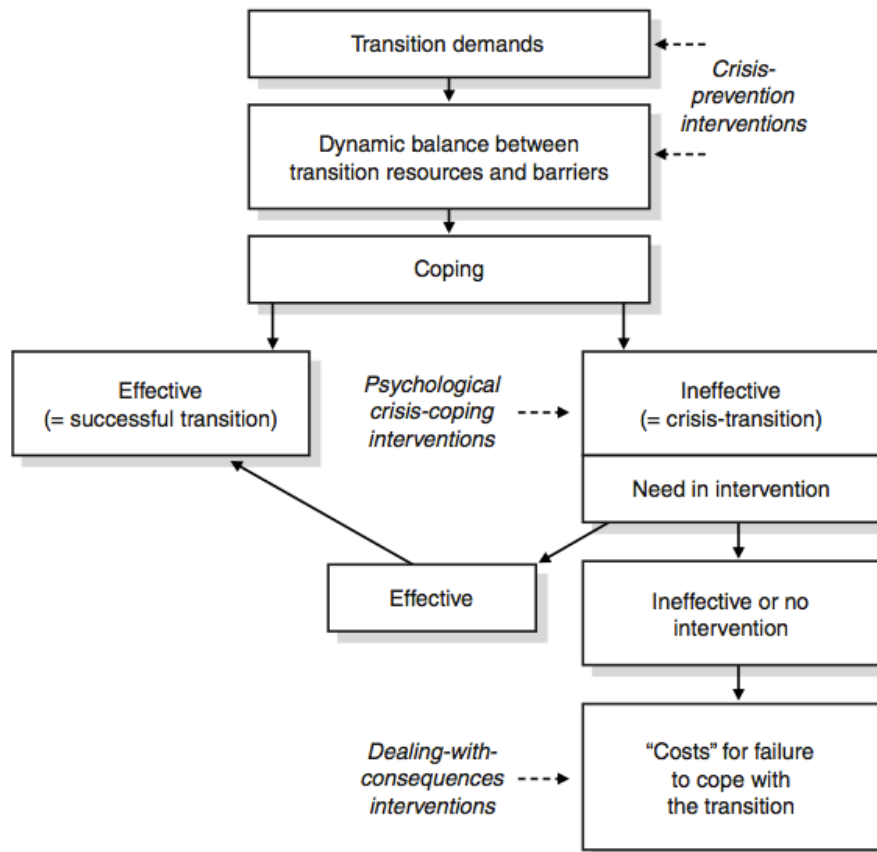 Transition demands
Crisis-
prevention
interventions
Dynamic balance between
transition resources and barriers
Coping
Effective
(= successful transition)
Psychological
crisis-coping
interventions
Ineffective
(= crisis-transition)
Need in intervention
Effective
Ineffective or no
intervention
Dealing-with-
consequences
interventions
“Costs” for failure
to cope with
the transition